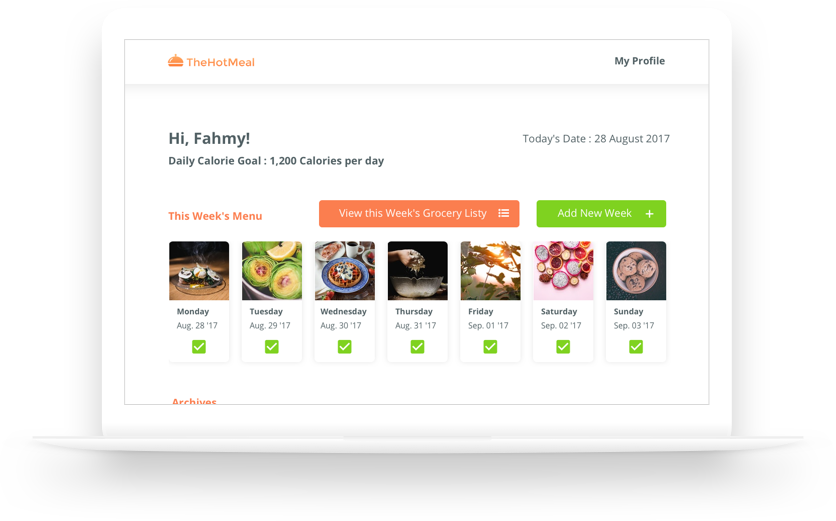 TheHotMeal
My Profile
Hi, Fahmy!
Today's Date : 28 August 2017
Daily Calorie Goal : 1,200 Calories per day
This Week's Menu
View this Week's Grocery Listy
Add New Week +
Monday
Aug. 28 '17
Tuesday
Aug. 29 '17
Wednesday
Aug. 30 '17
Thursday
Aug. 31 '17
Friday
Sep. 01 '17
Saturday
Sep. 02 '17
Sunday
Sep. 03 '17
Archives